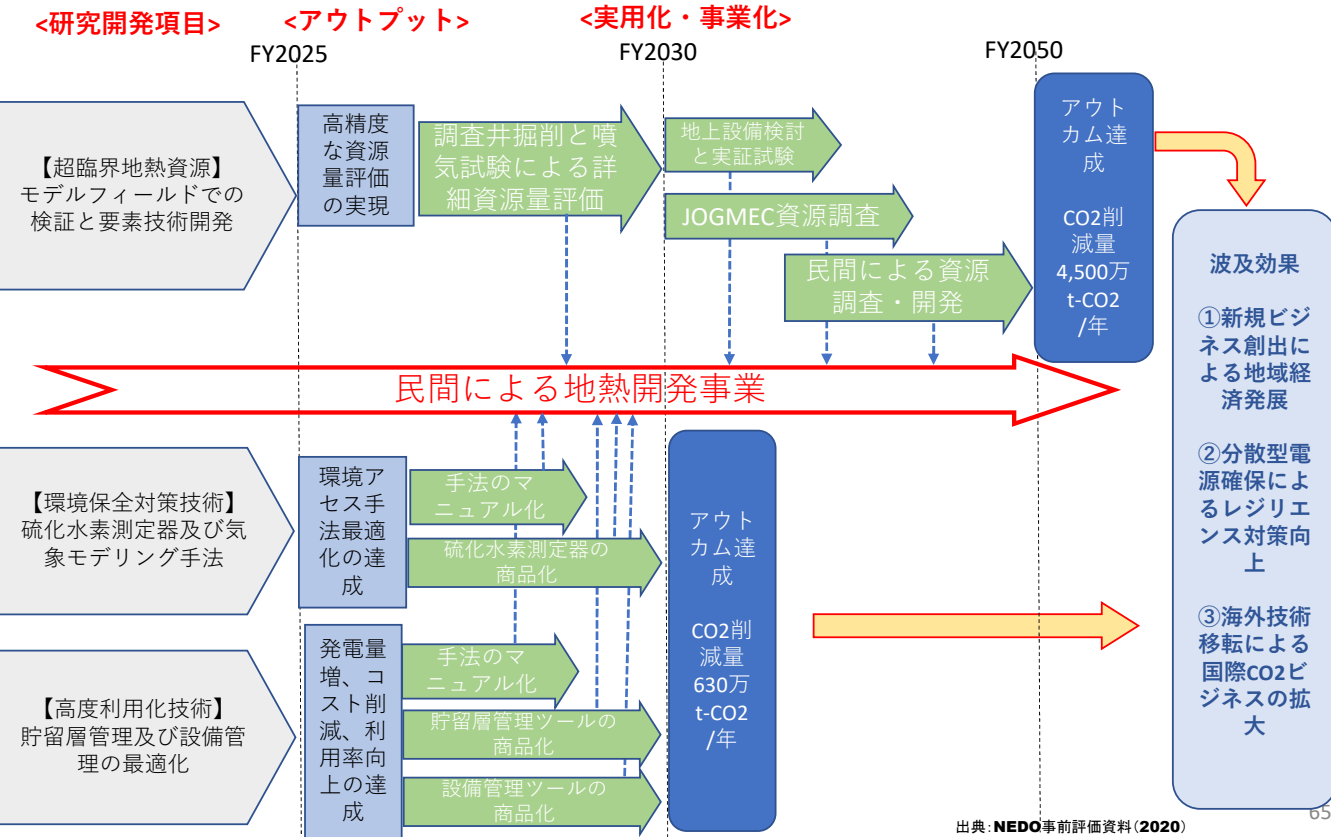 <研究開発項目>
<アウトプット>
<実用化・事業化>
FY2025
FY2030
FY2050
【超臨界地熱資源】
モデルフィールドでの
検証と要素技術開発
高精度
な資源
量評価
の実現
調査井掘削と噴
気試験による詳
細資源量評価
地上設備検討
と実証試験
JOGMEC資源調査
民間による資源
調査・開発
アウト
カム達
成
CO2削
減量
4,500万
t-CO2
/年
民間による地熱開発事業
【環境保全対策技術】
硫化水素測定器及び気
象モデリング手法
環境ア
セス手
法最適
化の達
成
手法のマ
ニュアル化
硫化水素測定器の
商品化
【高度利用化技術】
貯留層管理及び設備管
理の最適化
発電量
増、コ
スト削
減、利
用率向
上の達
成
手法のマ
ニュアル化
貯留層管理ツールの
商品化
設備管理ツールの
商品化
アウト
カム達
成
CO2削
減量
630万
t-CO2
/年
波及効果
①新規ビジ
ネス創出に
よる地域経
済発展
②分散型電
源確保によ
るレジリエ
ンス対策向
上
③海外技術
移転による
国際CO2ビ
ジネスの拡
大
出典:NEDO事前評価資料(2020)
65